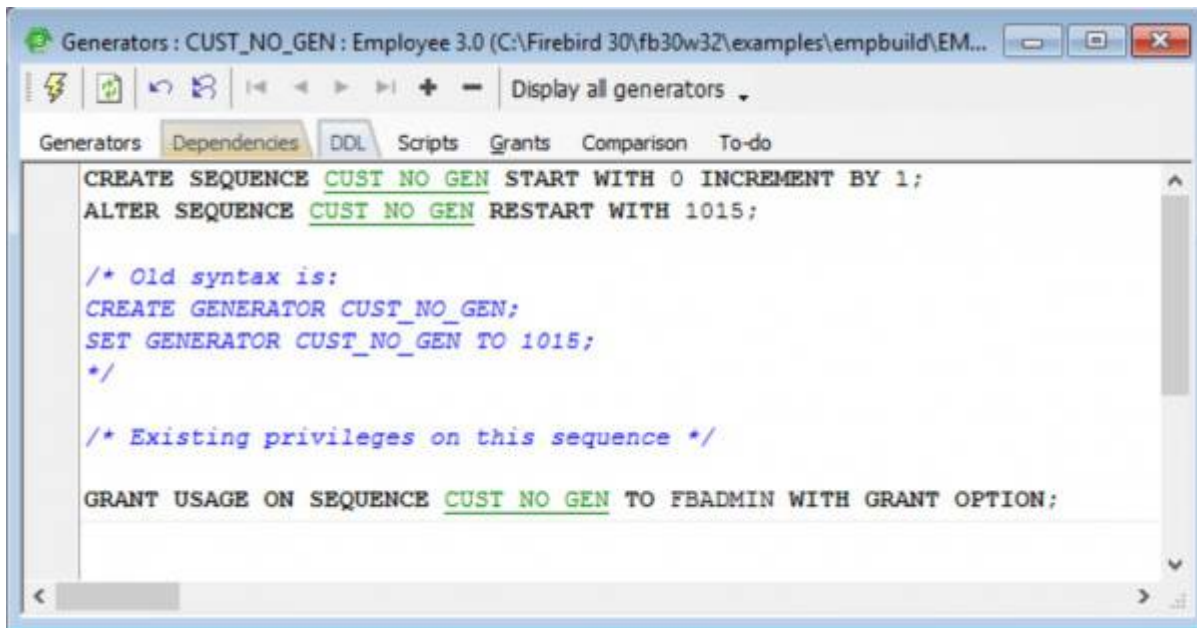 Generators : CUST_NO_GEN : Employee 3.0 (C:\Firebird 30\fb30w32\examples\empbuild\EM...
Display all generators
Generators Dependencies DDL Scripts Grants Comparison To-do
CREATE SEQUENCE CUST_NO_GEN START WITH 0 INCREMENT BY 1;
ALTER SEQUENCE CUST_NO_GEN RESTART WITH 1015;
/* Old syntax is:
CREATE GENERATOR CUST_NO_GEN;
SET GENERATOR CUST_NO_GEN TO 1015;
*/
/* Existing privileges on this sequence */
GRANT USAGE ON SEQUENCE CUST_NO_GEN TO FBADMIN WITH GRANT OPTION;